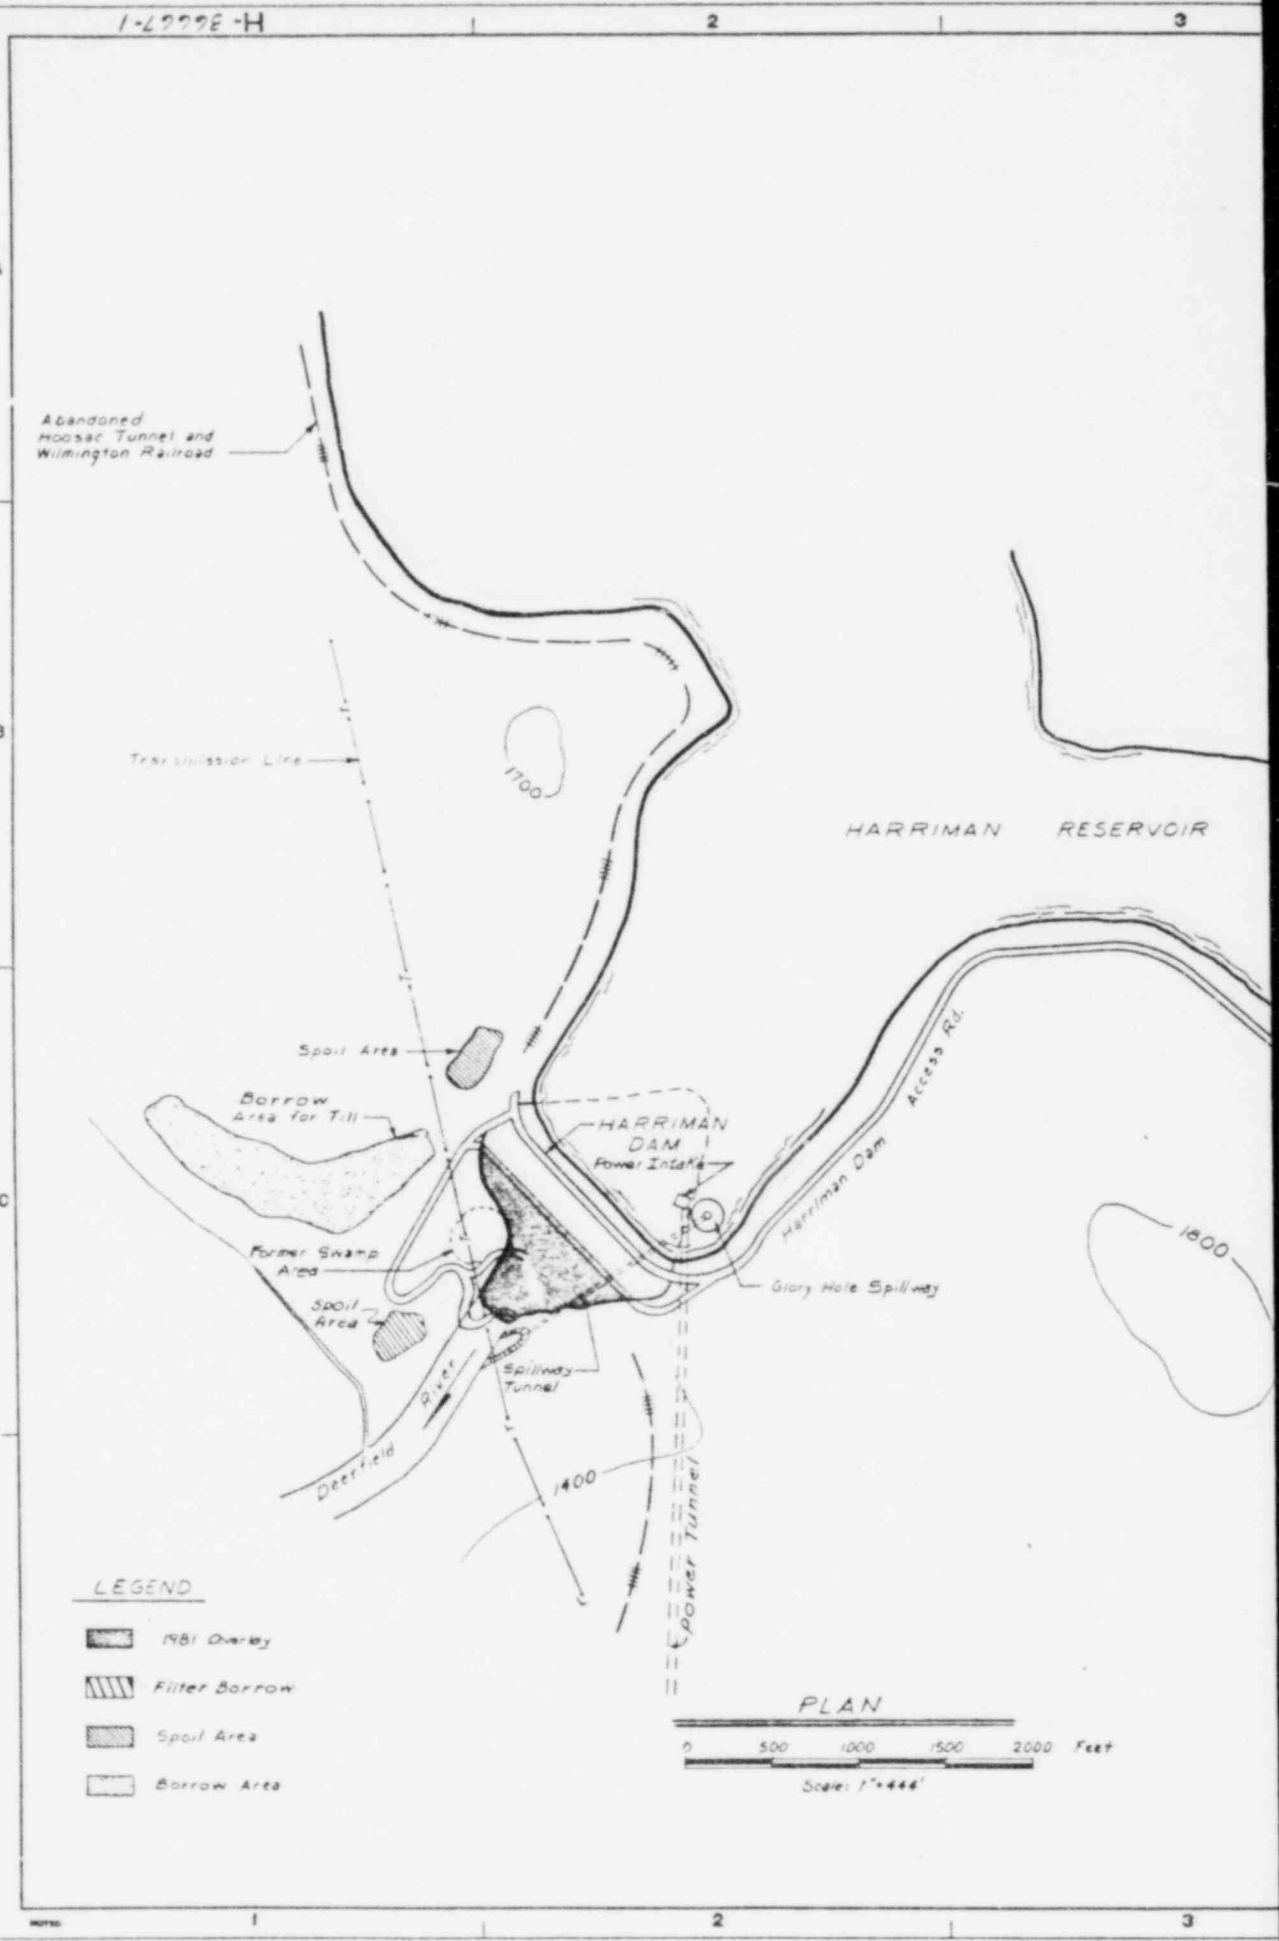 H-36667-1
2
3
Abandoned
Hoosac Tunnel and
Wilmington Railroad
B
Transmission Line
1700
HARRIMAN RESERVOIR
Spoil Area
Access Rd.
Borrow
Area for Till
HARRIMAN
DAM
Power Intake
C
Harriman Dam
1800
Former Swamp
Area
Glory Hole Spillway
Spoil
Area
Spillway
Tunnel
River
Deerfield
1400
Power Tunnel
LEGEND
1981 Overlay
Filter Borrow
Spoil Area
Borrow Area
PLAN
0 500 1000 1500 2000 Feet
Scale: 1"=444'
NOTES:
1
2
3